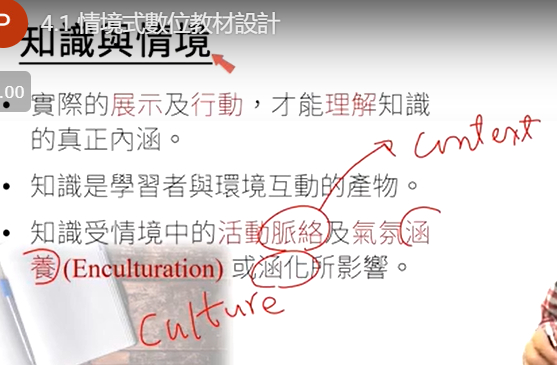 P
4.1 情境式數位教材設計
知識與情境
.00
• 實際的展示及行動，才能理解知識
的真正內涵。
context
• 知識是學習者與環境互動的產物。
• 知識受情境中的活動脈絡及氣氛涵
養(Enculturation) 或涵化所影響。
Culture